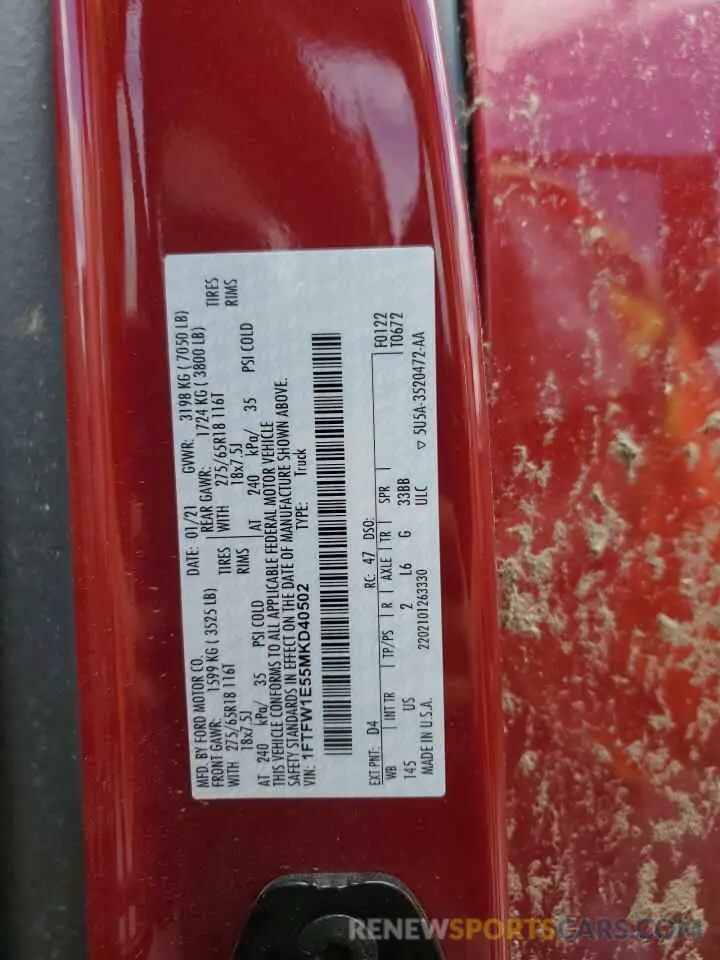 MFD. BY FORD MOTOR CO.
DATE: 01/21 GVWR: 3198 KG ( 7050 LB)
FRONT GAWR: 1599 KG ( 3525 LB) REAR GAWR: 1724 KG ( 3800 LB)
WITH 275/65R18 116T TIRES WITH 275/65R18 116T TIRES
18x7.5J RIMS 18x7.5J RIMS
AT 240 kPa/ 35 PSI COLD AT 240 kPa/ 35 PSI COLD
THIS VEHICLE CONFORMS TO ALL APPLICABLE FEDERAL MOTOR VEHICLE
SAFETY STANDARDS IN EFFECT ON THE DATE OF MANUFACTURE SHOWN ABOVE.
VIN: 1FTFW1E55MKD40502 TYPE: Truck
EXT PNT: D4 RC: 47 DSO: F0122
WB INT TR TP/PS R AXLE TR SPR T0672
145 US 2 L6 G 33BB
MADE IN U.S.A. 2202101263330 ULC ▽ 5U5A-3520472-AA
RENEWSPORTSCARS.COM